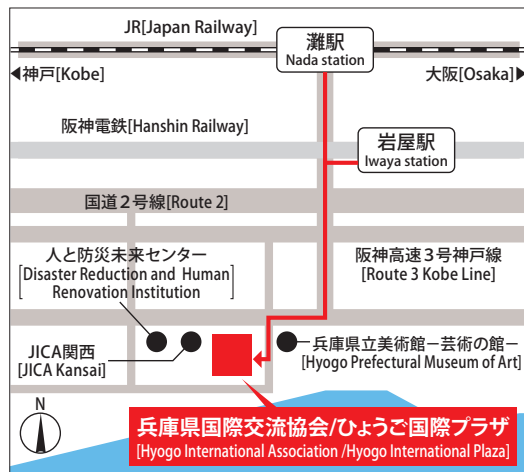 JR[Japan Railway]
灘駅
Nada station
神戸[Kobe]
大阪[Osaka]
阪神電鉄[Hanshin Railway]
岩屋駅
Iwaya station
国道2号線[Route 2]
人と防災未来センター
[Disaster Reduction and Human
Renovation Institution]
阪神高速3号神戸線
[Route 3 Kobe Line]
JICA関西
[JICA Kansai]
兵庫県立美術館−芸術の館−
[Hyogo Prefectural Museum of Art]
N
兵庫県国際交流協会/ひょうご国際プラザ
[Hyogo International Association /Hyogo International Plaza]